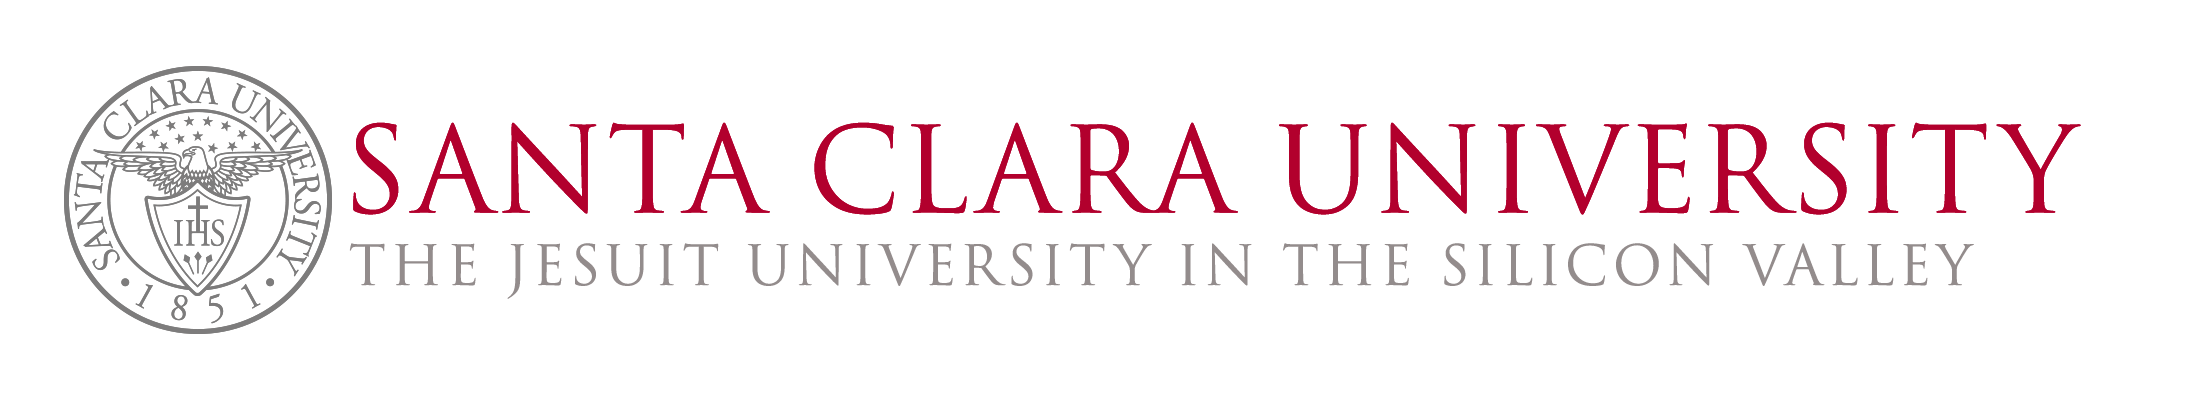 SANTA CLARA UNIVERSITY
IHS
• 1851 •
SANTA CLARA UNIVERSITY
THE JESUIT UNIVERSITY IN THE SILICON VALLEY